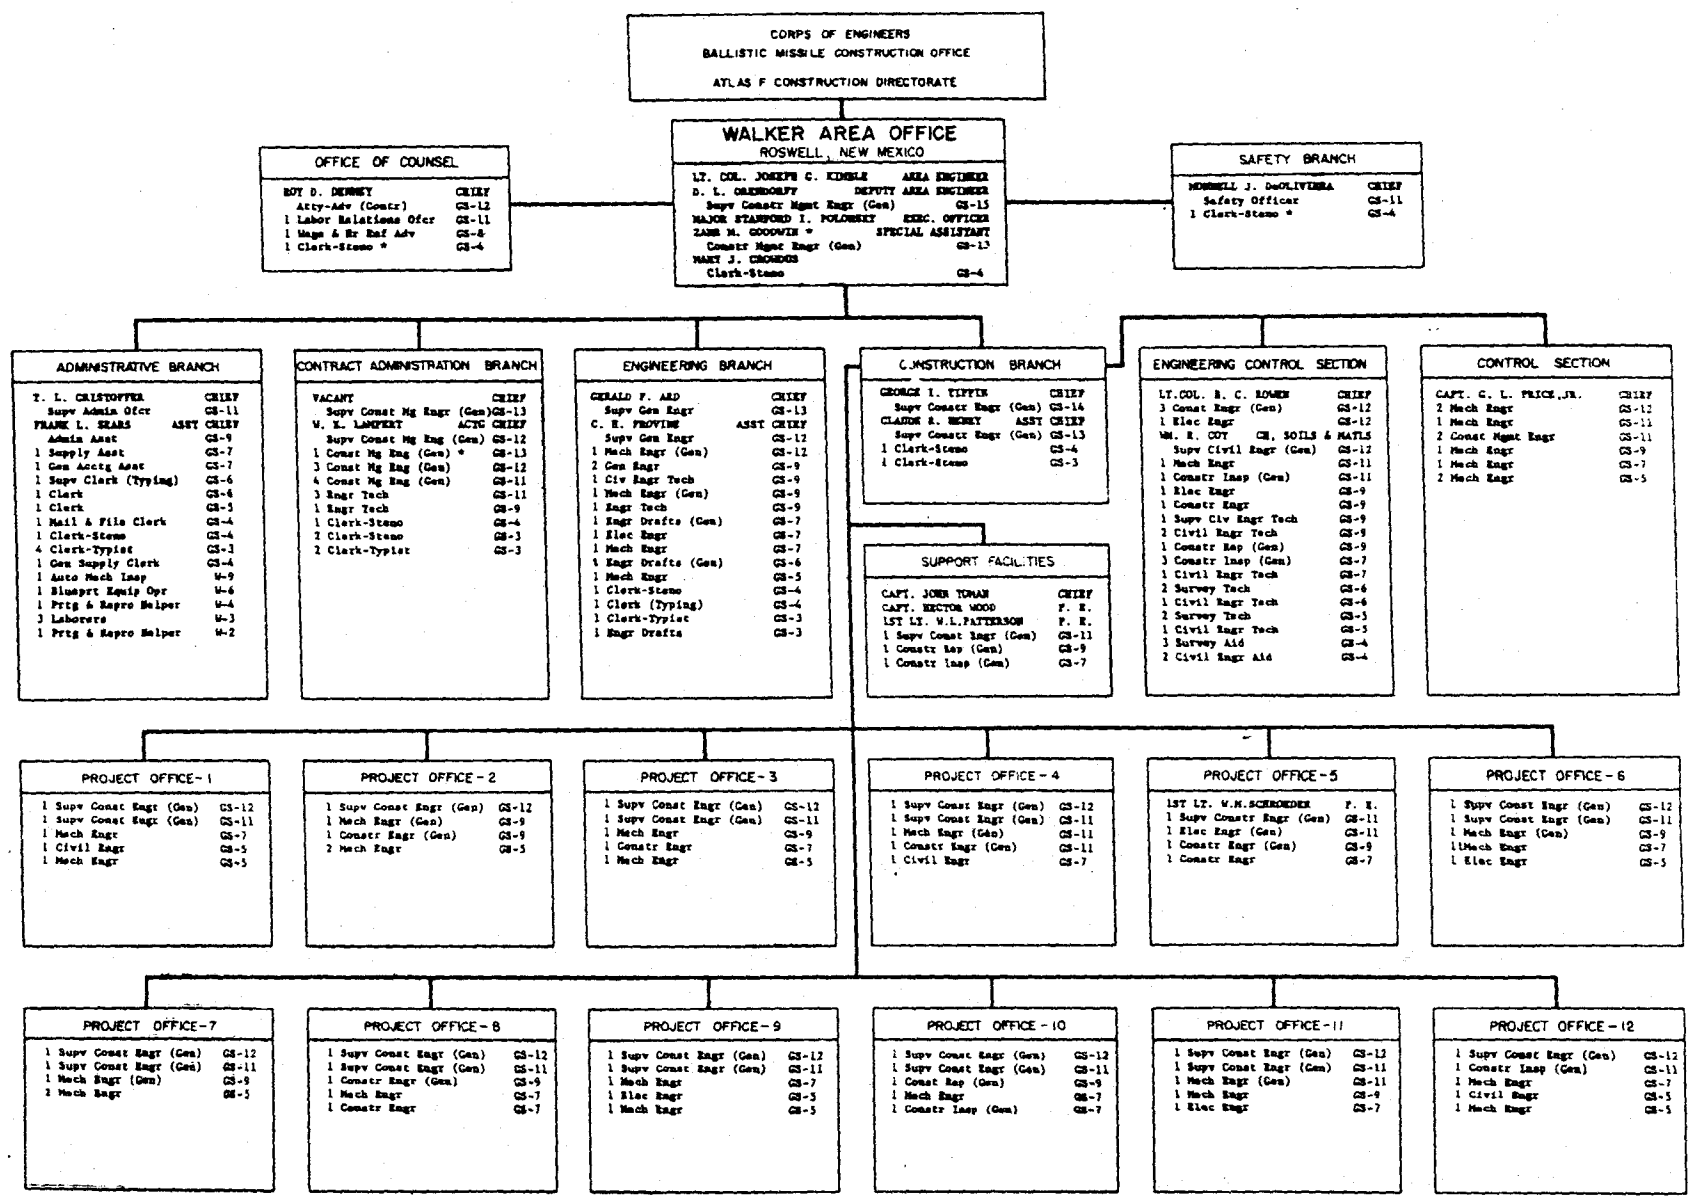 CORPS OF ENGINEERS
BALLISTIC MISSILE CONSTRUCTION OFFICE
ATLAS F CONSTRUCTION DIRECTORATE
WALKER AREA OFFICE
ROSWELL, NEW MEXICO
LT. COL. JOSEPH C. KIMBLE AREA ENGINEER
D. L. ORENDORFF DEPUTY AREA ENGINEER
Supv Constr Mgmt Engr (Gen) GS-15
MAJOR STANFORD I. POLONSKY EXEC. OFFICER
ZANE M. GOODWIN * SPECIAL ASSISTANT
Constr Mgmt Engr (Gen) GS-13
MARY J. CROWDUS
Clerk-Steno GS-4
OFFICE OF COUNSEL
ROY D. DENNEY CHIEF
Atty-Adv (Contr) GS-12
1 Labor Relations Ofcr GS-11
1 Wage & Hr Ref Adv GS-8
1 Clerk-Steno * GS-4
SAFETY BRANCH
J. DeOLIVIERA CHIEF
Safety Officer GS-11
1 Clerk-Steno * GS-4
ADMINISTRATIVE BRANCH
T. L. CRISTOFFER CHIEF
Supv Admin Ofcr GS-11
FRANK L. SEARS ASST CHIEF
Admin Asst GS-9
1 Supply Asst GS-7
1 Gen Acctg Asst GS-7
1 Supv Clerk (Typing) GS-6
1 Clerk GS-6
1 Clerk GS-5
1 Mail & File Clerk GS-4
1 Clerk-Steno GS-4
4 Clerk-Typist GS-3
1 Gen Supply Clerk GS-4
1 Auto Mech Insp W-9
1 Blueprt Equip Opr W-6
1 Prtg & Repro Helper W-4
3 Laborers W-3
1 Prtg & Repro Helper W-2
CONTRACT ADMINISTRATION BRANCH
VACANT CHIEF
Supv Const Mg Engr (Gen) GS-13
W. K. LAMPERT ACTG CHIEF
Supv Const Mg Eng (Gen) GS-12
1 Const Mg Eng (Gen) * GS-13
3 Const Mg Eng (Gen) GS-12
4 Const Mg Eng (Gen) GS-11
3 Engr Tech GS-11
1 Engr Tech GS-9
1 Clerk-Steno GS-4
2 Clerk-Steno GS-3
2 Clerk-Typist GS-3
ENGINEERING BRANCH
GERALD F. ARD CHIEF
Supv Gen Engr GS-13
C. R. PROVINE ASST CHIEF
Supv Gen Engr GS-12
1 Mech Engr (Gen) GS-12
2 Gen Engr GS-9
1 Civ Engr Tech GS-9
1 Mech Engr (Gen) GS-9
1 Engr Tech GS-9
1 Engr Drafts (Gen) GS-7
1 Elec Engr GS-7
1 Mech Engr GS-7
1 Engr Drafts (Gen) GS-6
1 Mech Engr GS-5
1 Clerk-Steno GS-4
1 Clerk (Typing) GS-4
1 Clerk-Typist GS-3
1 Engr Drafts GS-3
CONSTRUCTION BRANCH
GEORGE I. TIPPIN CHIEF
Supv Constr Engr (Gen) GS-14
CLAUDE R. HENRY ASST CHIEF
Supv Constr Engr (Gen) GS-13
1 Clerk-Steno GS-4
1 Clerk-Steno GS-3
SUPPORT FACILITIES
CAPT. JOHN TOMAN CHIEF
CAPT. HECTOR WOOD P. E.
1ST LT. W.L.PATTERSON P. E.
1 Supv Const Engr (Gen) GS-11
1 Constr Rep (Gen) GS-9
1 Constr Insp (Gen) GS-7
ENGINEERING CONTROL SECTION
LT.COL. R. C. ROWEN CHIEF
3 Const Engr (Gen) GS-12
1 Elec Engr GS-12
WM. R. COY CH, SOILS & MATLS
Supv Civil Engr (Gen) GS-12
1 Mech Engr GS-11
1 Constr Insp (Gen) GS-11
1 Elec Engr GS-9
1 Constr Engr GS-9
1 Supv Civ Engr Tech GS-9
2 Civil Engr Tech GS-9
1 Constr Rep (Gen) GS-9
3 Constr Insp (Gen) GS-7
1 Civil Engr Tech GS-7
2 Survey Tech GS-6
1 Civil Engr Tech GS-6
2 Survey Tech GS-5
1 Civil Engr Tech GS-5
3 Survey Aid GS-4
2 Civil Engr Aid GS-4
CONTROL SECTION
CAPT. G. L. PRICE,JR. CHIEF
2 Mech Engr GS-12
1 Mech Engr GS-11
2 Const Mgmt Engr GS-11
1 Mech Engr GS-9
1 Mech Engr GS-7
2 Mech Engr GS-5
PROJECT OFFICE-1
1 Supv Const Engr (Gen) GS-12
1 Supv Const Engr (Gen) GS-11
1 Mech Engr GS-7
1 Civil Engr GS-5
1 Mech Engr GS-5
PROJECT OFFICE-2
1 Supv Const Engr (Gen) GS-12
1 Mech Engr (Gen) GS-9
1 Constr Engr (Gen) GS-9
2 Mech Engr GS-5
PROJECT OFFICE-3
1 Supv Const Engr (Gen) GS-12
1 Supv Const Engr (Gen) GS-11
1 Mech Engr GS-9
1 Constr Engr GS-7
1 Mech Engr GS-5
PROJECT OFFICE-4
1 Supv Const Engr (Gen) GS-12
1 Supv Const Engr (Gen) GS-11
1 Mech Engr (Gen) GS-11
1 Constr Engr (Gen) GS-11
1 Civil Engr GS-7
PROJECT OFFICE-5
1ST LT. W.M.SCHROEDER P. E.
1 Supv Constr Engr (Gen) GS-11
1 Elec Engr (Gen) GS-11
1 Constr Engr (Gen) GS-9
1 Constr Engr GS-7
PROJECT OFFICE-6
1 Supv Const Engr (Gen) GS-12
1 Supv Const Engr (Gen) GS-11
1 Mech Engr (Gen) GS-9
11Mech Engr GS-7
1 Elec Engr GS-5
PROJECT OFFICE-7
1 Supv Const Engr (Gen) GS-12
1 Supv Const Engr (Gen) GS-11
1 Mech Engr (Gen) GS-9
2 Mech Engr GS-5
PROJECT OFFICE-8
1 Supv Const Engr (Gen) GS-12
1 Supv Const Engr (Gen) GS-11
1 Constr Engr (Gen) GS-9
1 Mech Engr GS-7
1 Constr Engr GS-7
PROJECT OFFICE-9
1 Supv Const Engr (Gen) GS-12
1 Supv Const Engr (Gen) GS-11
1 Mech Engr GS-7
1 Elec Engr GS-5
1 Mech Engr GS-5
PROJECT OFFICE-10
1 Supv Const Engr (Gen) GS-12
1 Supv Const Engr (Gen) GS-11
1 Const Rep (Gen) GS-9
1 Mech Engr GS-7
1 Constr Insp (Gen) GS-7
PROJECT OFFICE-11
1 Supv Const Engr (Gen) GS-12
1 Supv Const Engr (Gen) GS-11
1 Mech Engr (Gen) GS-11
1 Mech Engr GS-9
1 Elec Engr GS-7
PROJECT OFFICE-12
1 Supv Const Engr (Gen) GS-12
1 Constr Insp (Gen) GS-11
1 Mech Engr GS-7
1 Civil Engr GS-5
1 Mech Engr GS-5